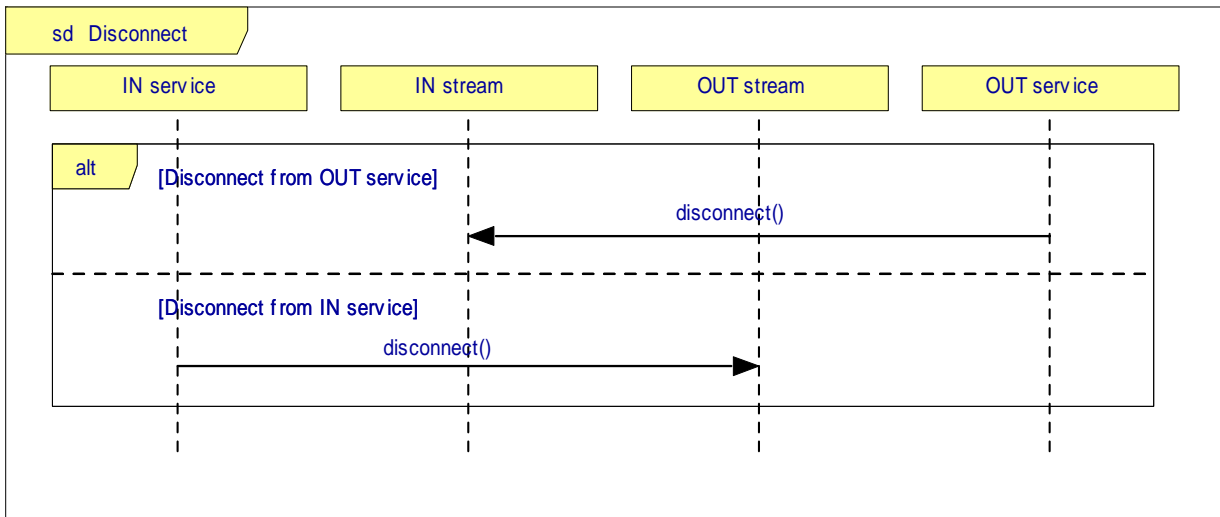 sd Disconnect
IN service
IN stream
OUT stream
OUT service
alt
[Disconnect from OUT service]
disconnect()
[Disconnect from IN service]
disconnect()